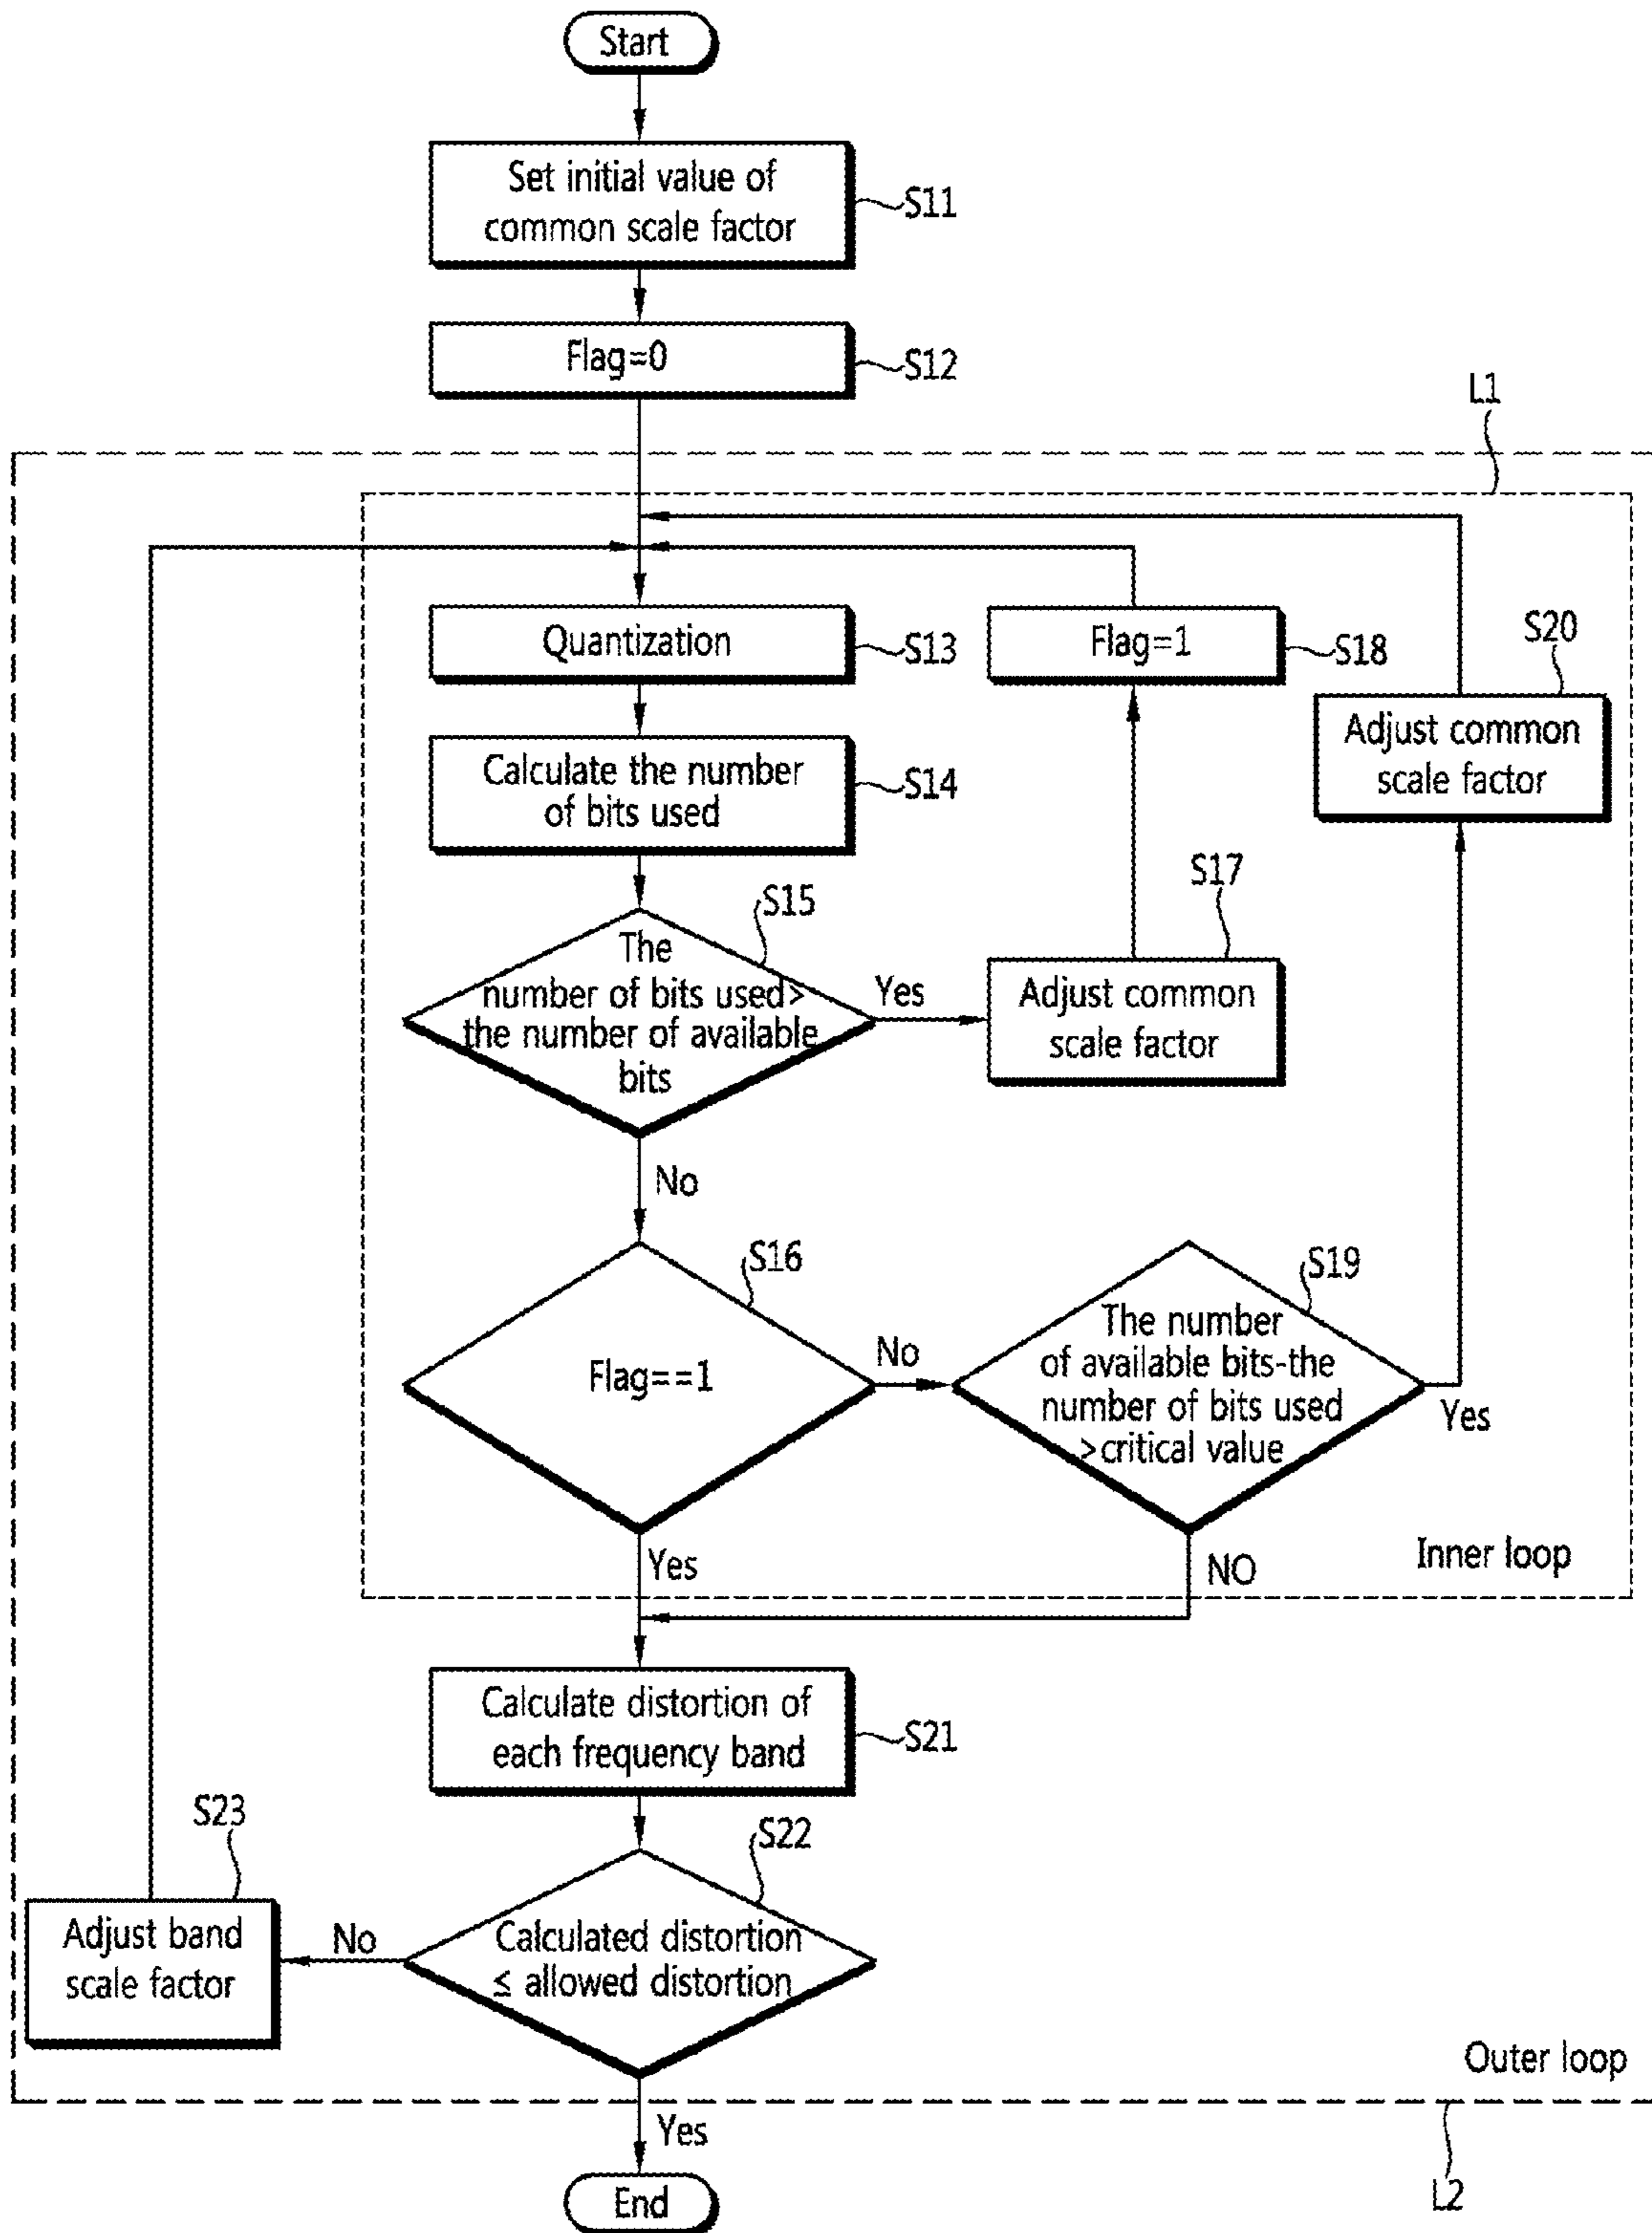 Start
Set initial value of
common scale factor
S11
Flag=0
S12
L1
Quantization
S13
Flag=1
S18
S20
Adjust common
scale factor
Calculate the number
of bits used
S14
S15
The
number of bits used>
the number of available
bits
Yes
S17
Adjust common
scale factor
No
S16
Flag==1
No
S19
The number
of available bits-the
number of bits used
>critical value
Yes
Yes
NO
Inner loop
Calculate distortion of
each frequency band
S21
S22
Calculated distortion
≤ allowed distortion
No
S23
Adjust band
scale factor
Outer loop
Yes
L2
End